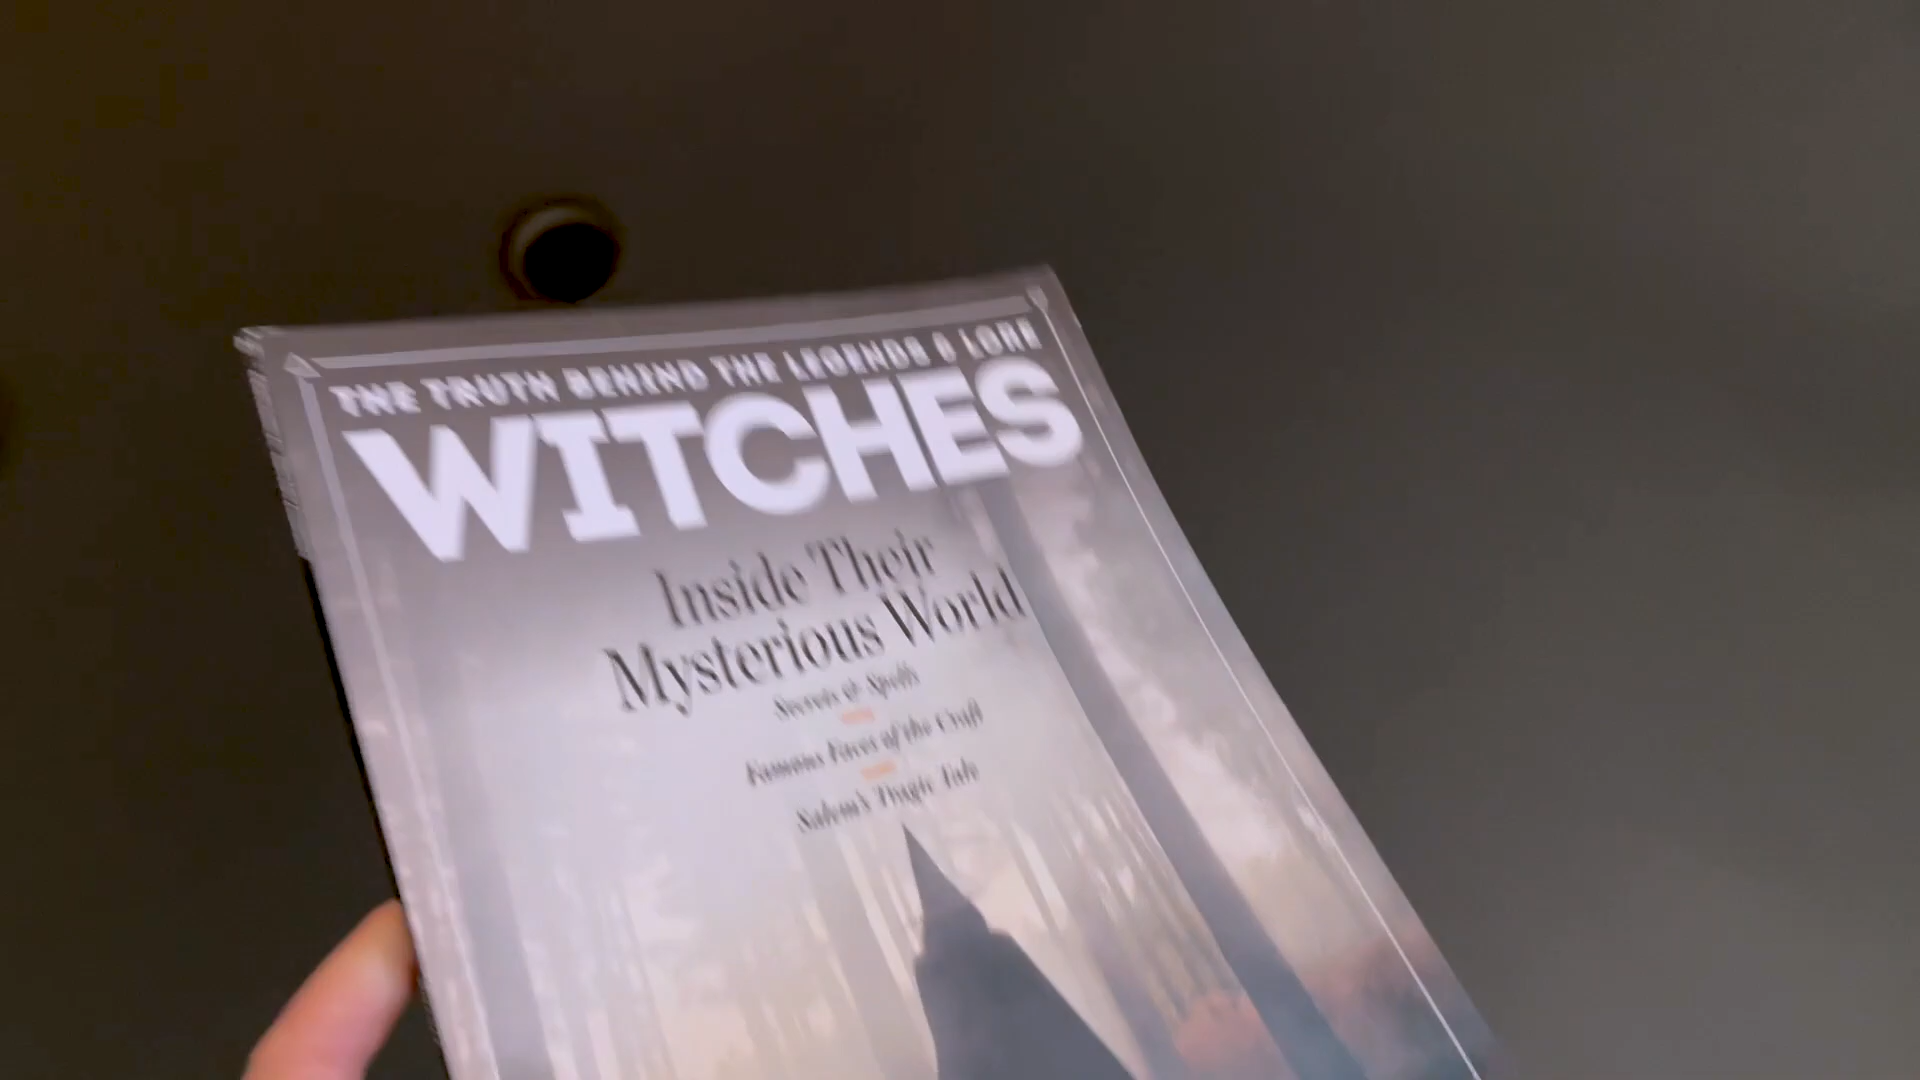 THE TRUTH BEHIND THE LEGENDS & LORE
WITCHES
Inside Their
Mysterious World
Secrets & Spells
Famous Faces of the Craft
Salem's Tragic Tale